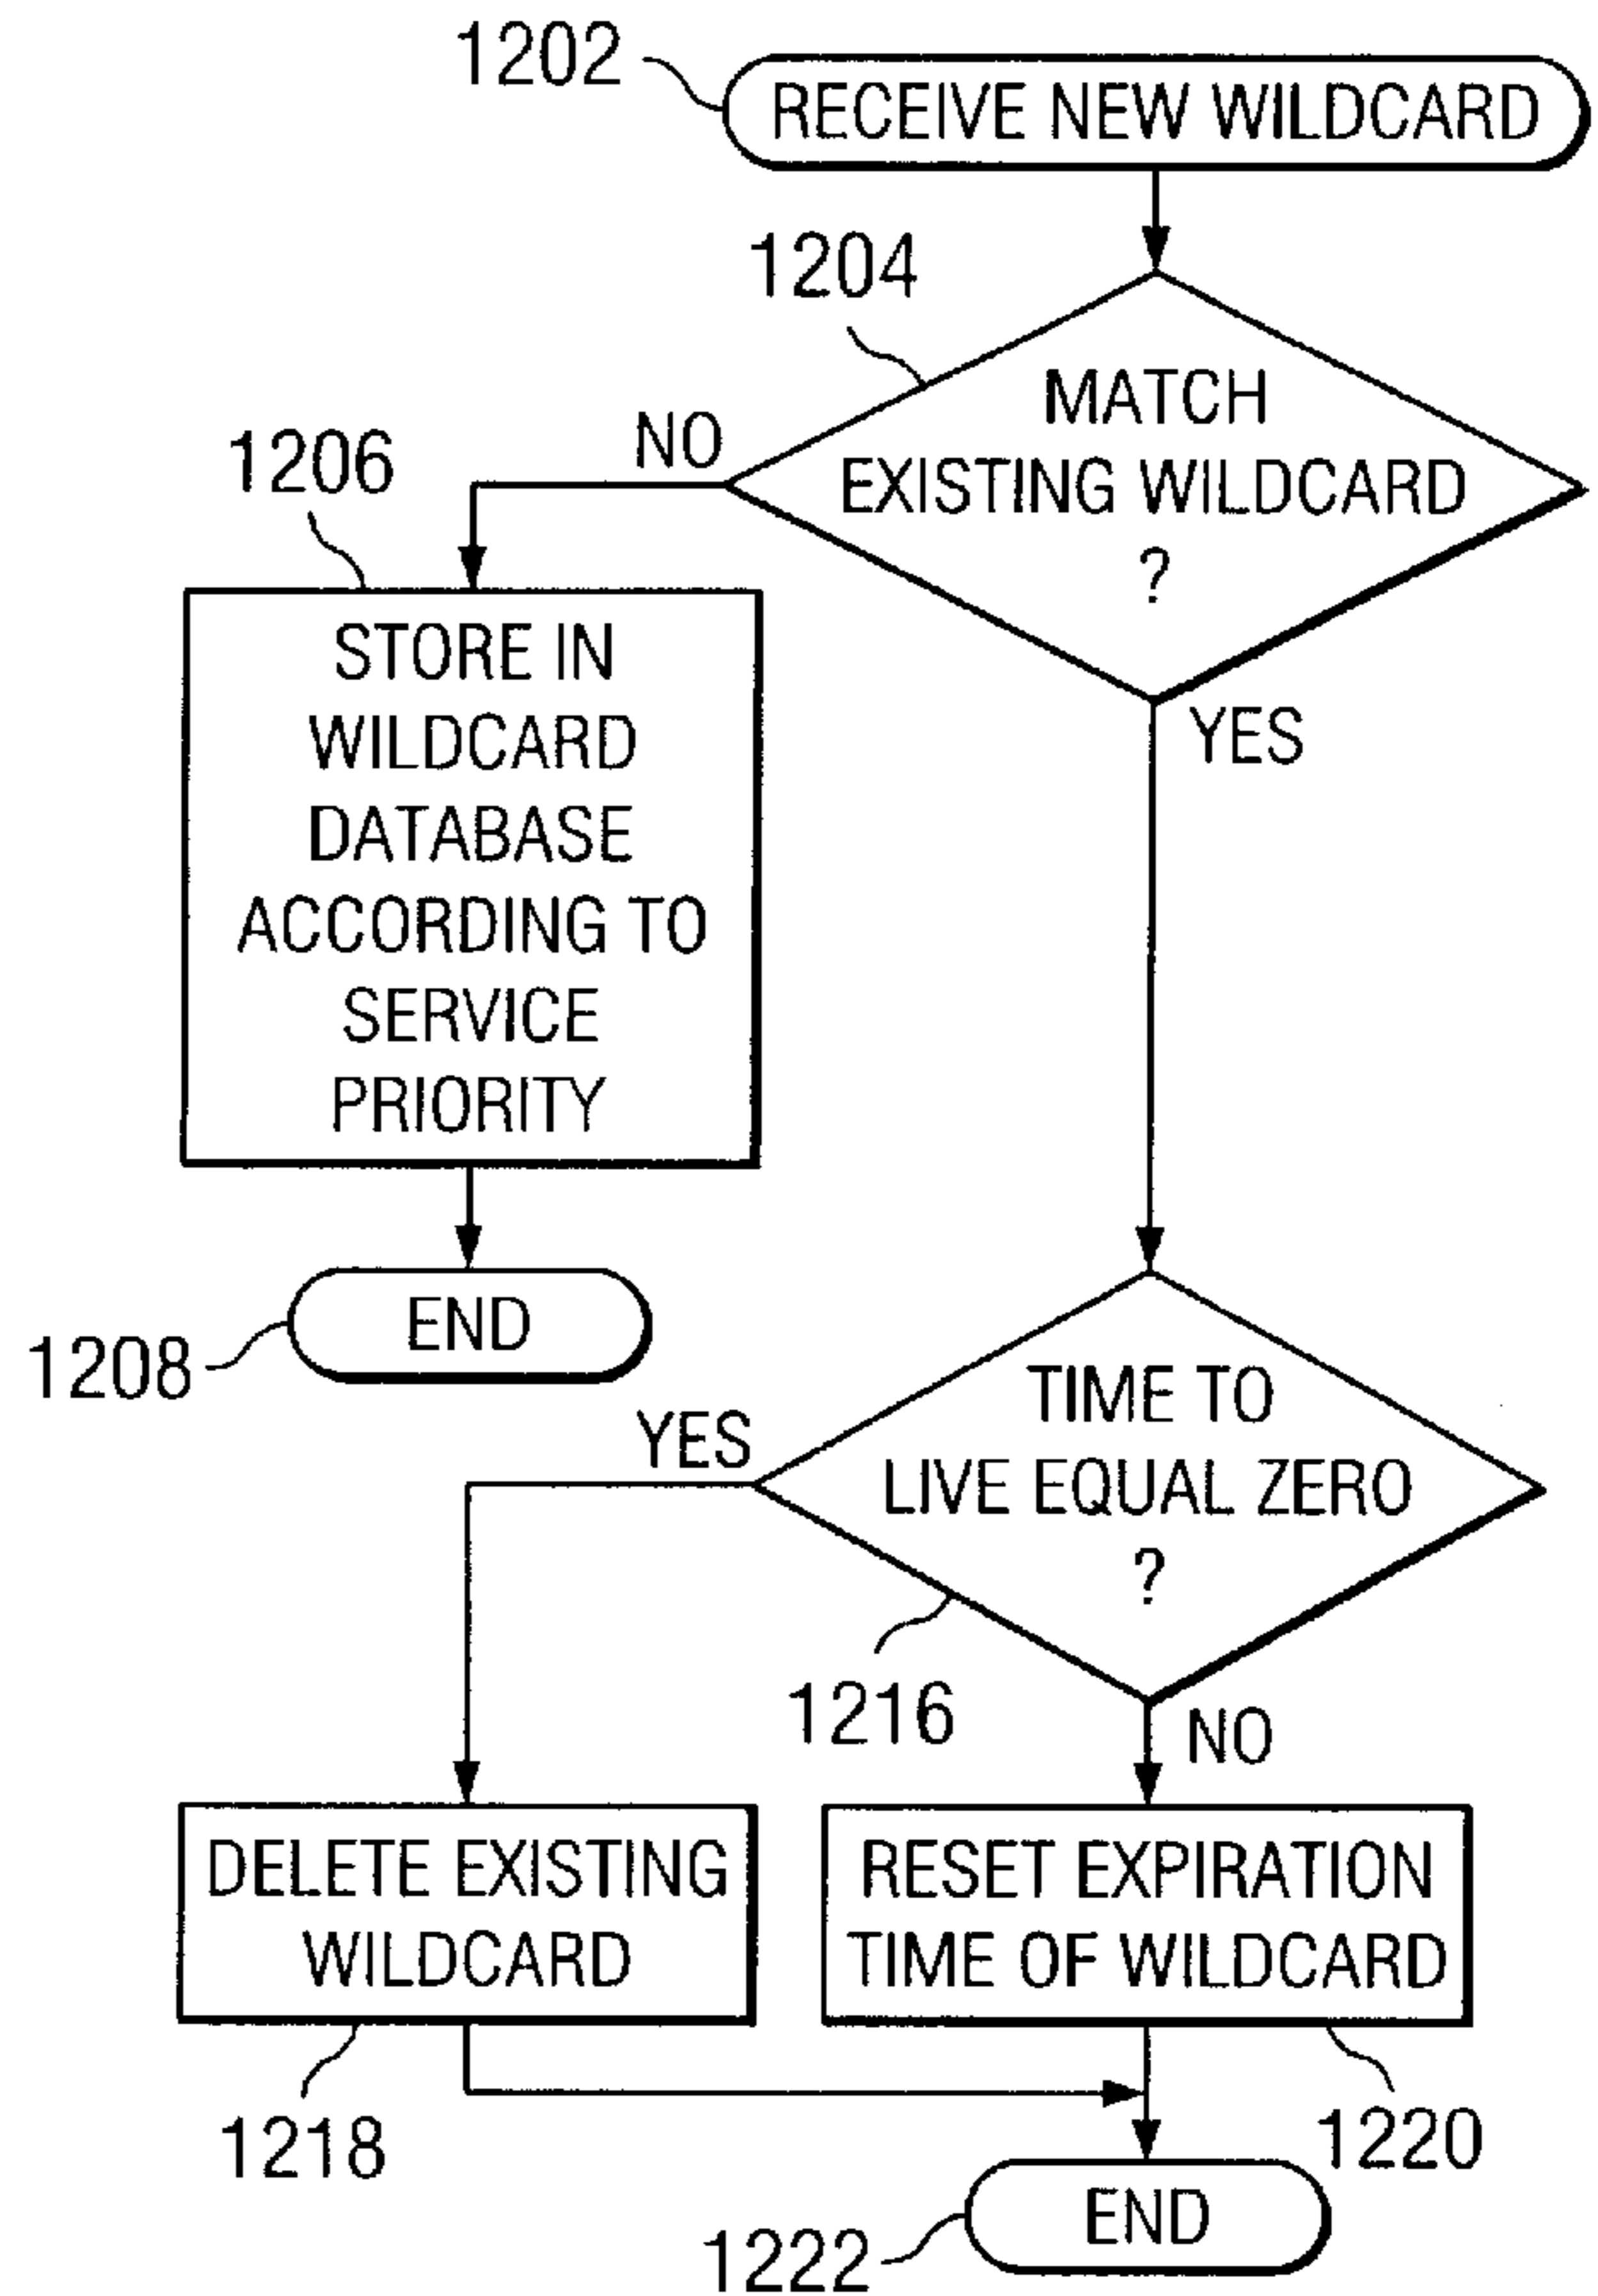 1202
RECEIVE NEW WILDCARD
1204
MATCH
EXISTING WILDCARD
?
NO
YES
1206
STORE IN
WILDCARD
DATABASE
ACCORDING TO
SERVICE
PRIORITY
END
1208
TIME TO
LIVE EQUAL ZERO
?
YES
1216
NO
DELETE EXISTING
WILDCARD
1218
RESET EXPIRATION
TIME OF WILDCARD
1220
END
1222